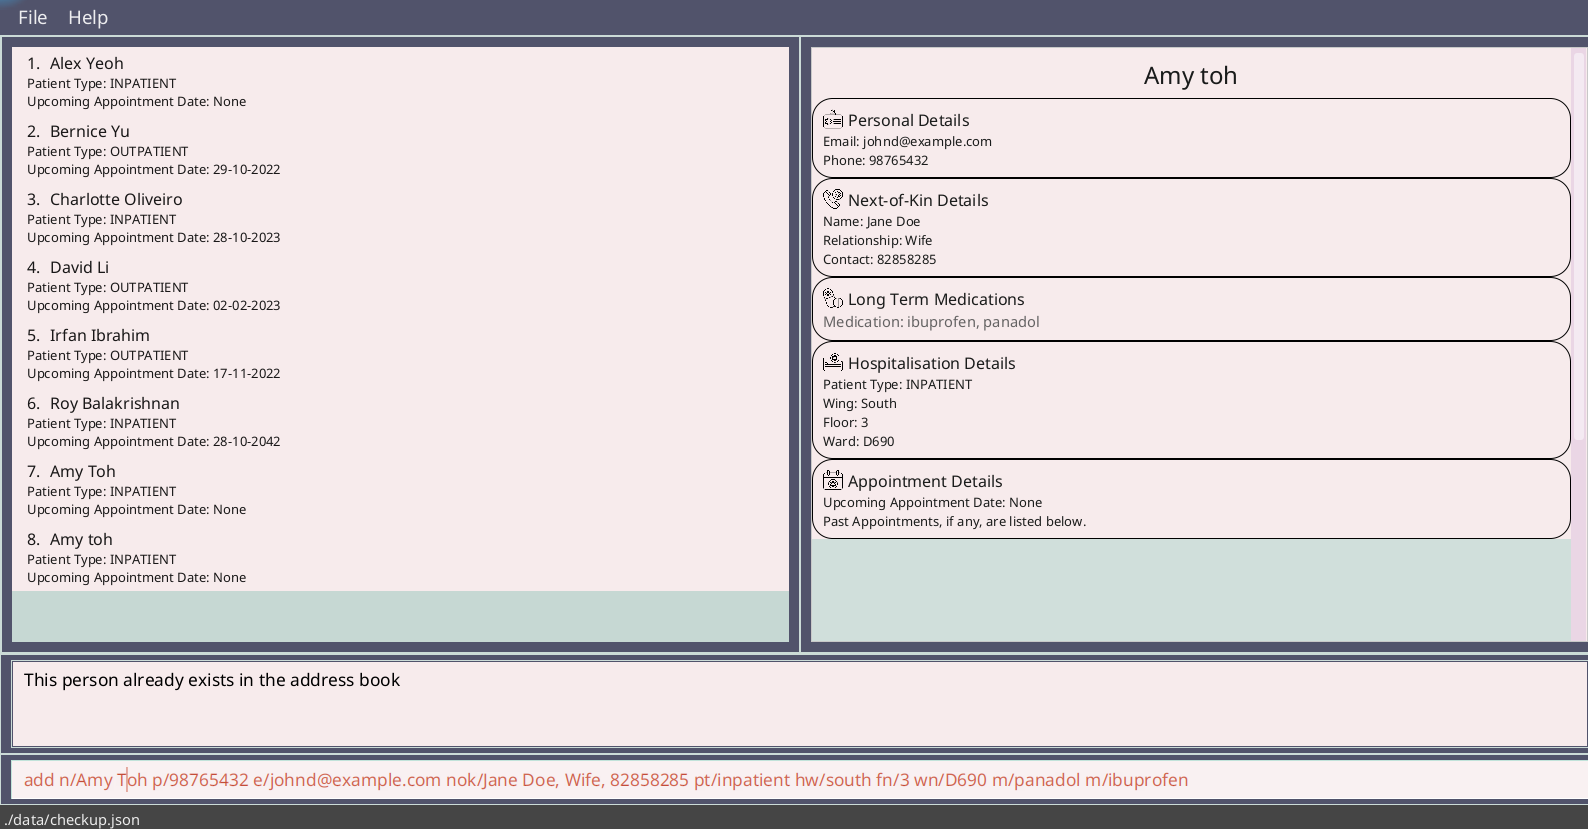 File Help
1. Alex Yeoh
Patient Type: INPATIENT
Upcoming Appointment Date: None
2. Bernice Yu
Patient Type: OUTPATIENT
Upcoming Appointment Date: 29-10-2022
3. Charlotte Oliveiro
Patient Type: INPATIENT
Upcoming Appointment Date: 28-10-2023
4. David Li
Patient Type: OUTPATIENT
Upcoming Appointment Date: 02-02-2023
5. Irfan Ibrahim
Patient Type: OUTPATIENT
Upcoming Appointment Date: 17-11-2022
6. Roy Balakrishnan
Patient Type: INPATIENT
Upcoming Appointment Date: 28-10-2042
7. Amy Toh
Patient Type: INPATIENT
Upcoming Appointment Date: None
8. Amy toh
Patient Type: INPATIENT
Upcoming Appointment Date: None
Amy toh
Personal Details
Email: johnd@example.com
Phone: 98765432
Next-of-Kin Details
Name: Jane Doe
Relationship: Wife
Contact: 82858285
Long Term Medications
Medication: ibuprofen, panadol
Hospitalisation Details
Patient Type: INPATIENT
Wing: South
Floor: 3
Ward: D690
Appointment Details
Upcoming Appointment Date: None
Past Appointments, if any, are listed below.
This person already exists in the address book
add n/Amy Toh p/98765432 e/johnd@example.com nok/Jane Doe, Wife, 82858285 pt/inpatient hw/south fn/3 wn/D690 m/panadol m/ibuprofen
./data/checkup.json